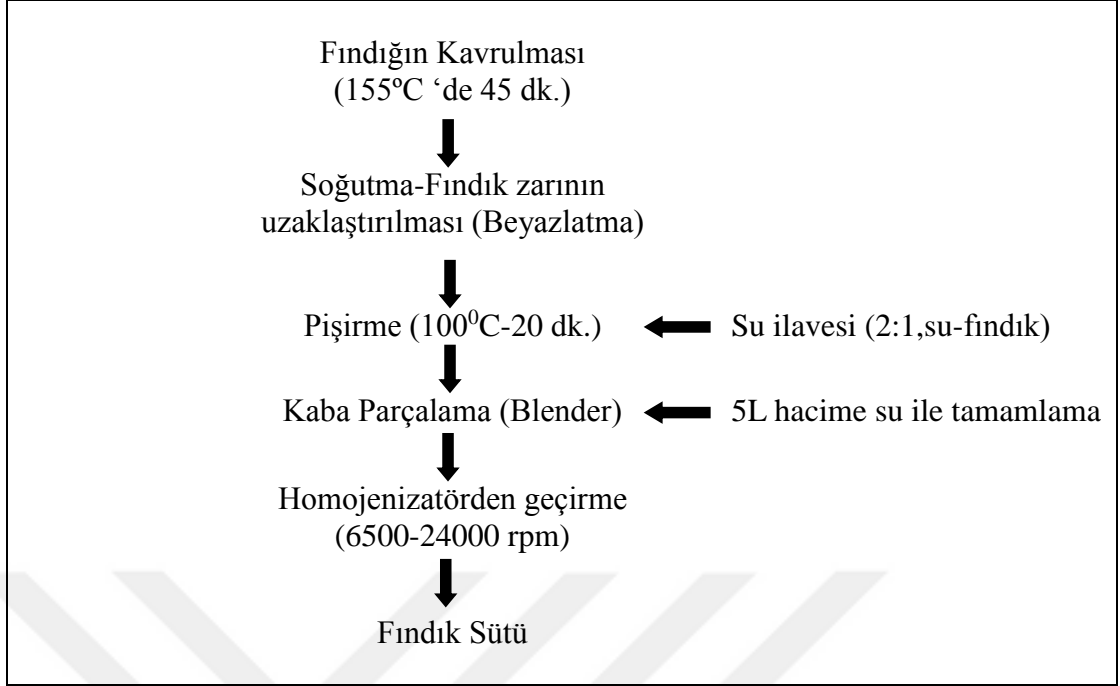 Fındığın Kavrulması
(155ºC ‘de 45 dk.)
Soğutma-Fındık zarının
uzaklaştırılması (Beyazlatma)
Pişirme (100⁰C-20 dk.)
Su ilavesi (2:1,su-fındık)
Kaba Parçalama (Blender)
5L hacime su ile tamamlama
Homojenizatörden geçirme
(6500-24000 rpm)
Fındık Sütü